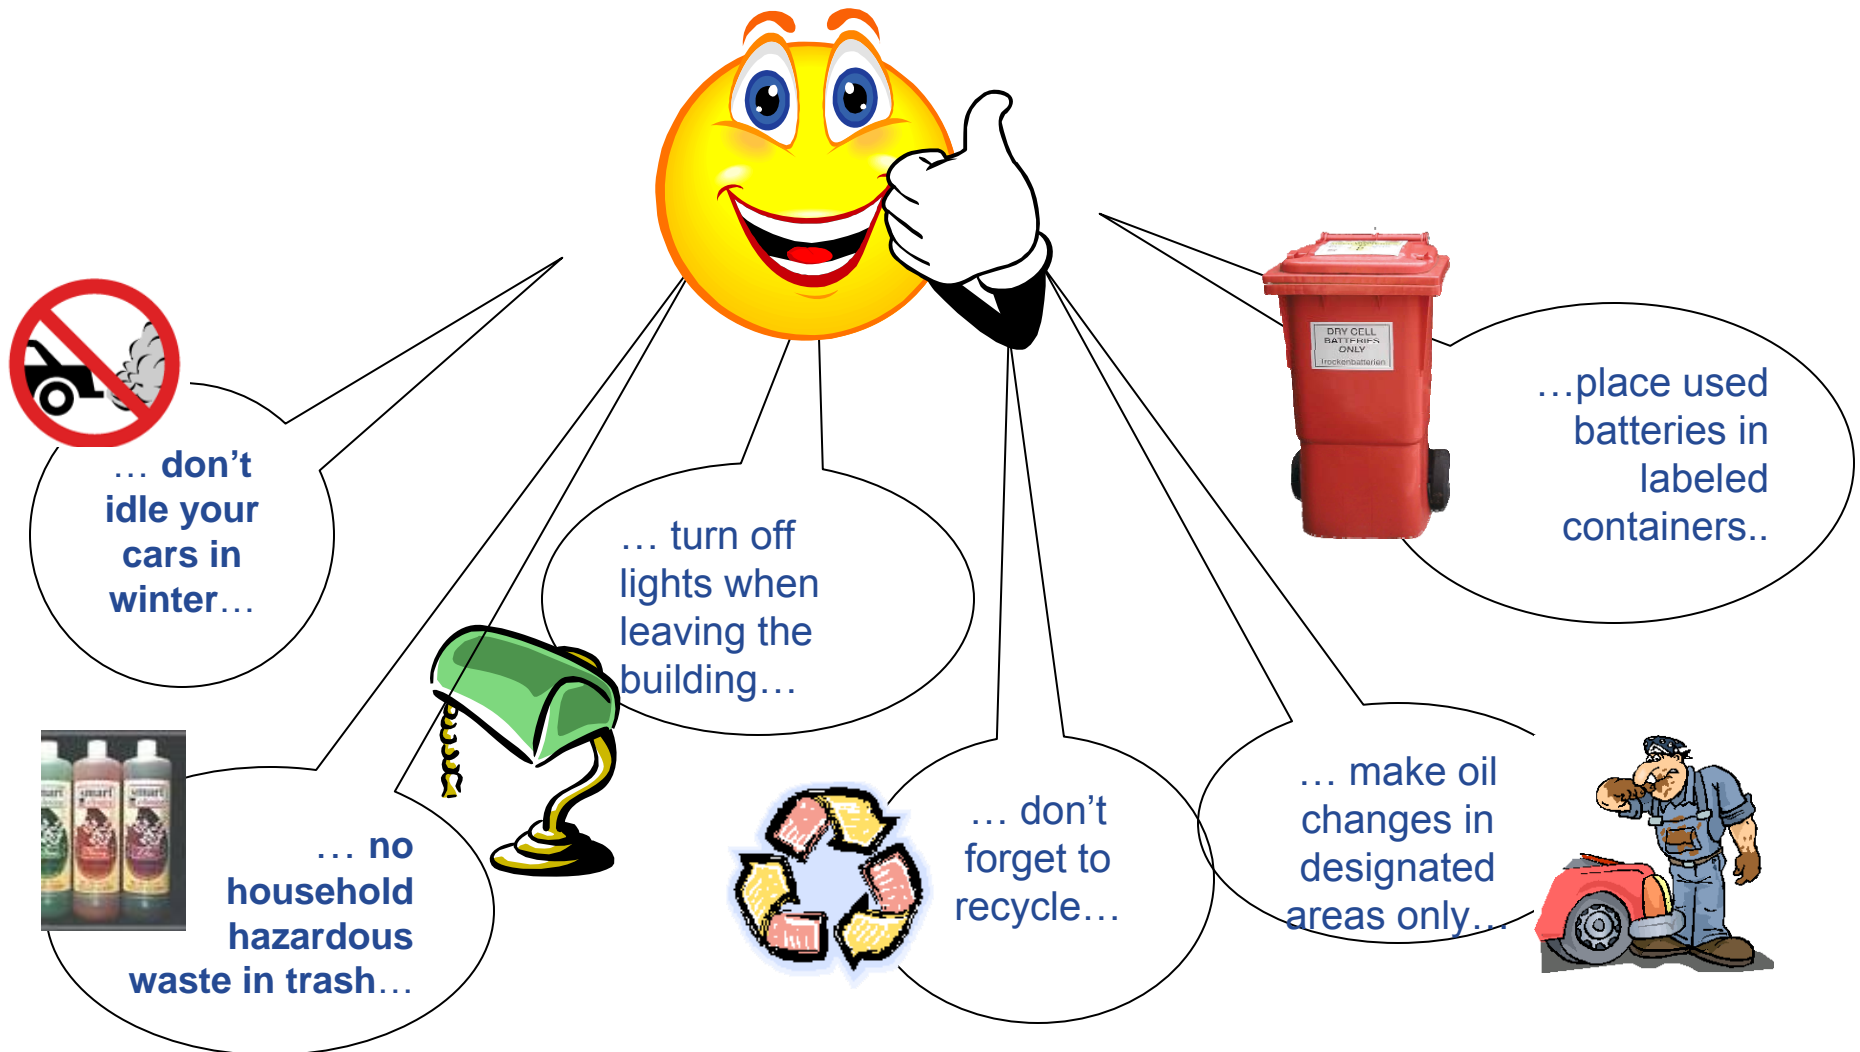 … don't
idle your
cars in
winter…
… no
household
hazardous
waste in trash…
… turn off
lights when
leaving the
building…
… don't
forget to
recycle…
… make oil
changes in
designated
areas only…
DRY CELL
BATTERIES
ONLY
Trockenbatterien
…place used
batteries in
labeled
containers..